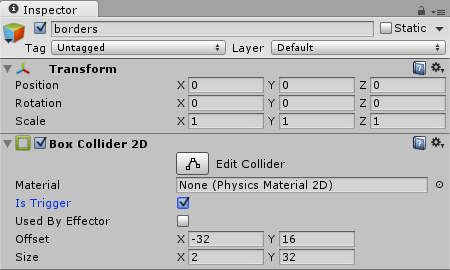 Inspector
borders Static
Tag Untagged Layer Default
Transform
Position X 0 Y 0 Z 0
Rotation X 0 Y 0 Z 0
Scale X 1 Y 1 Z 1
Box Collider 2D
Edit Collider
Material None (Physics Material 2D)
Is Trigger
Used By Effector
Offset X -32 Y 16
Size X 2 Y 32